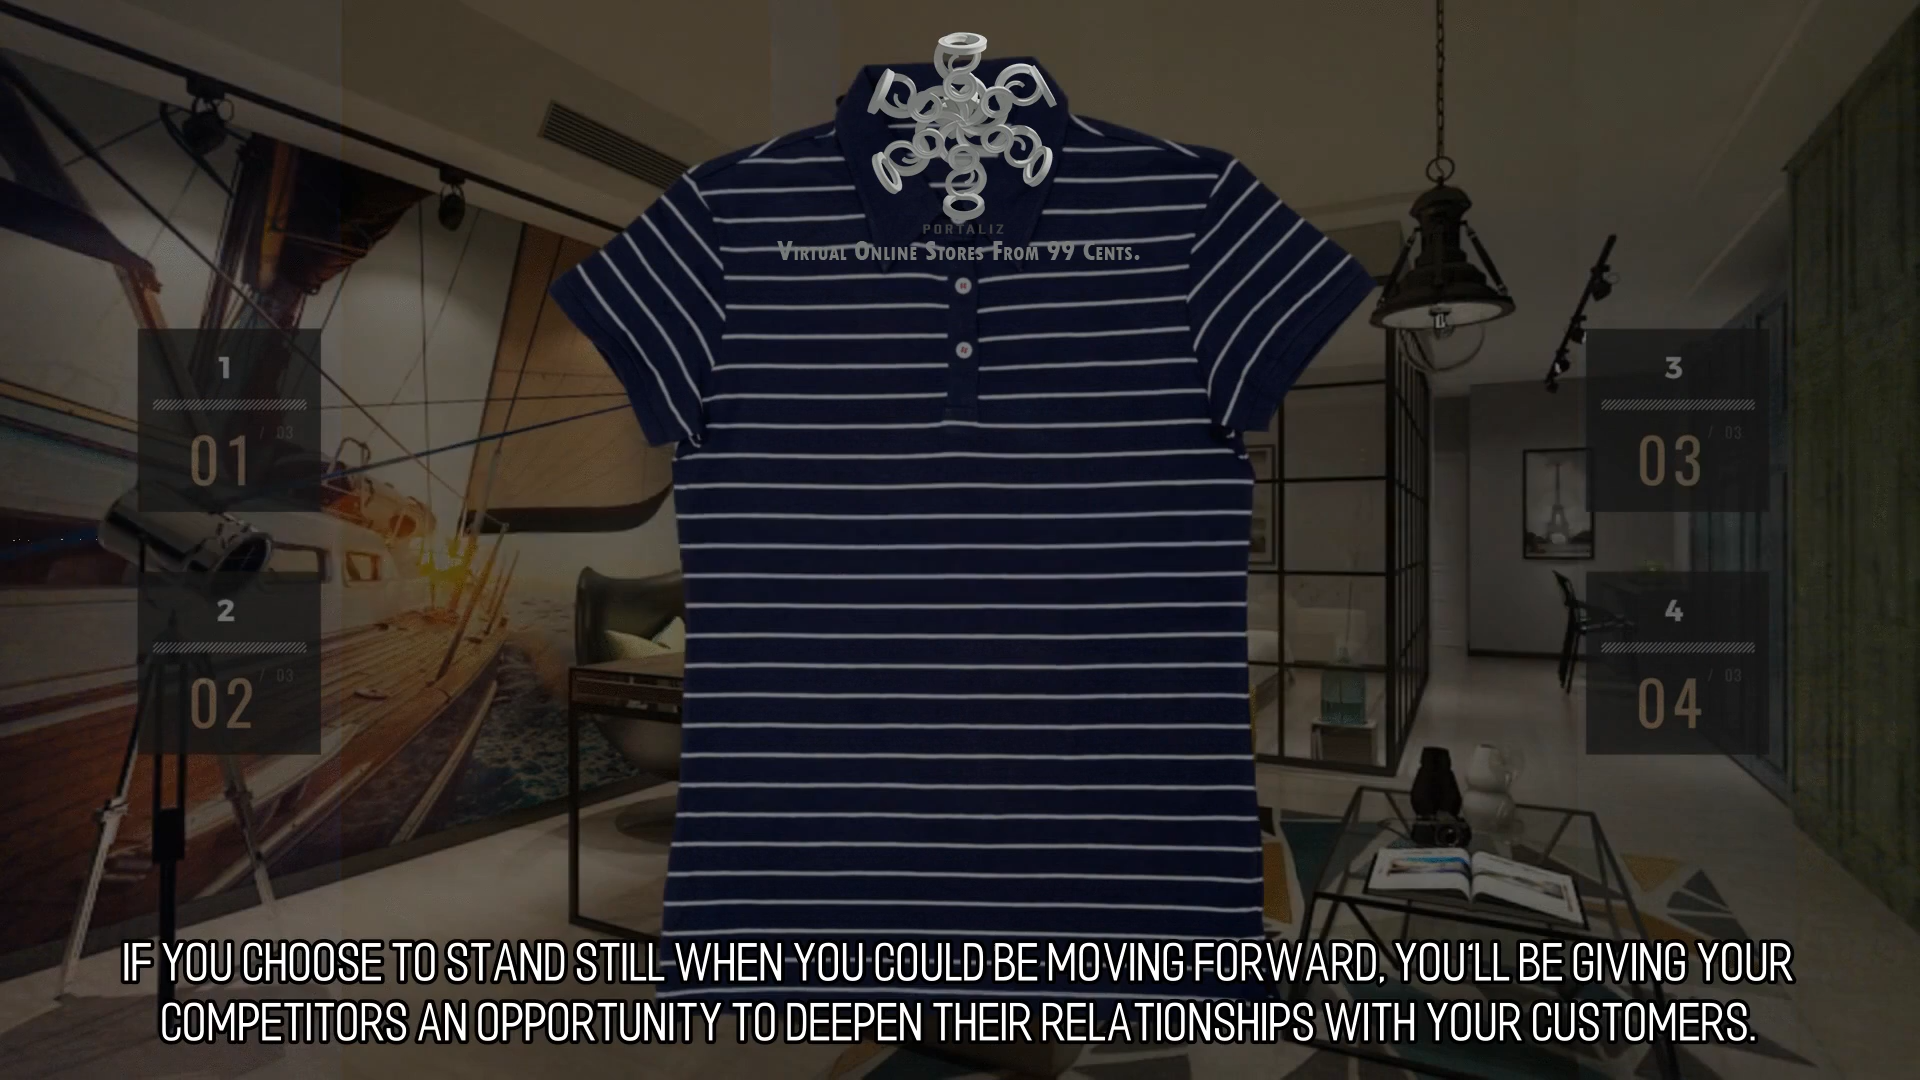 PORTALIZ
VIRTUAL ONLINE STORES FROM 99 CENTS.
1
01 / 03
2
02 / 03
3
03 / 03
4
04 / 03
IF YOU CHOOSE TO STAND STILL WHEN YOU COULD BE MOVING FORWARD, YOU'LL BE GIVING YOUR
COMPETITORS AN OPPORTUNITY TO DEEPEN THEIR RELATIONSHIPS WITH YOUR CUSTOMERS.